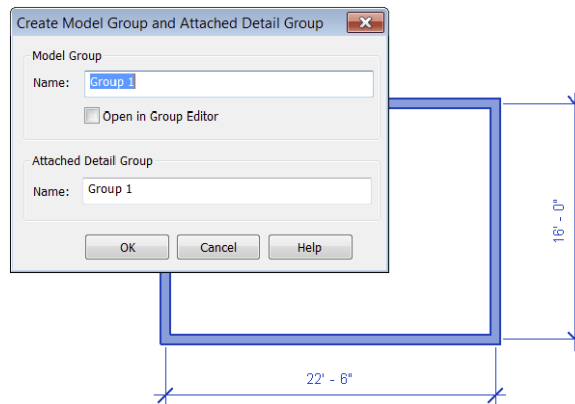 Create Model Group and Attached Detail Group
Model Group
Name: Group 1
Open in Group Editor
Attached Detail Group
Name: Group 1
OK Cancel Help
16' - 0"
22' - 6"